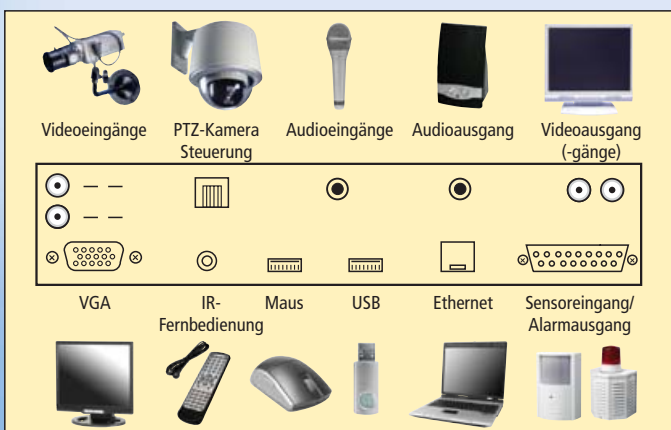 Videoeingänge PTZ-Kamera Audioeingänge Audioausgang Videoausgang
Steuerung (-gänge)
VGA IR- Maus USB Ethernet Sensoreingang/
Fernbedienung Alarmausgang